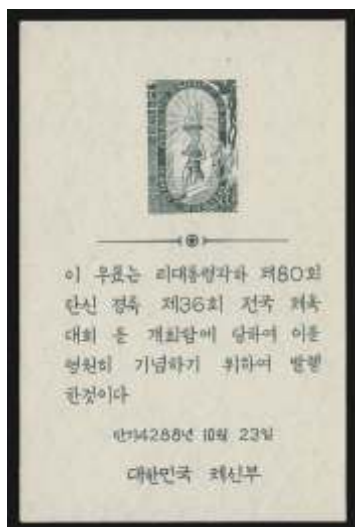 이 우표는 리대통령각하 제80회
탄신 경축 제36회 전국 체육
대회 를 개최함에 당하여 이를
영원히 기념하기 위하여 발행
한것이다
단기4288년 10월 23일
대한민국 체신부